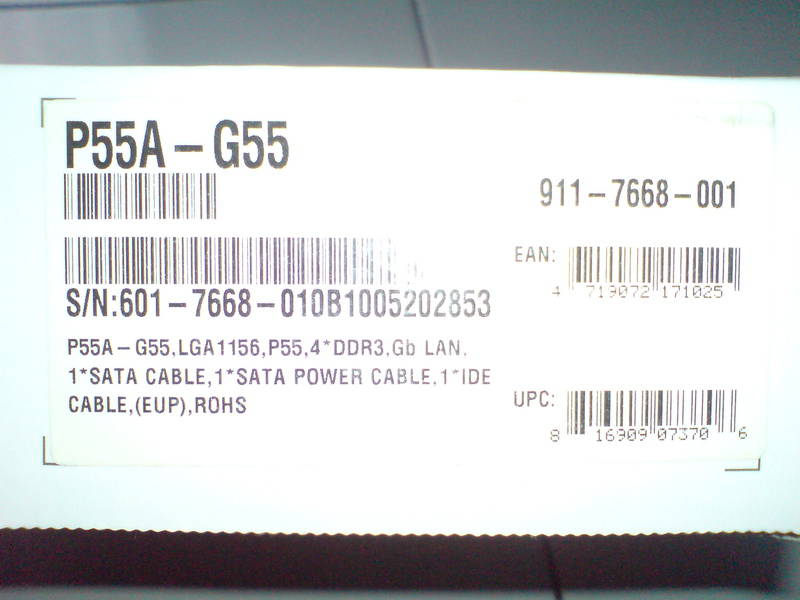 P55A-G55
911-7668-001
EAN:
4 719072 171025
S/N:601-7668-010B1005202853
P55A-G55,LGA1156,P55,4*DDR3,Gb LAN,
1*SATA CABLE,1*SATA POWER CABLE,1*IDE
CABLE,(EUP),ROHS
UPC:
8 16909 07370 6